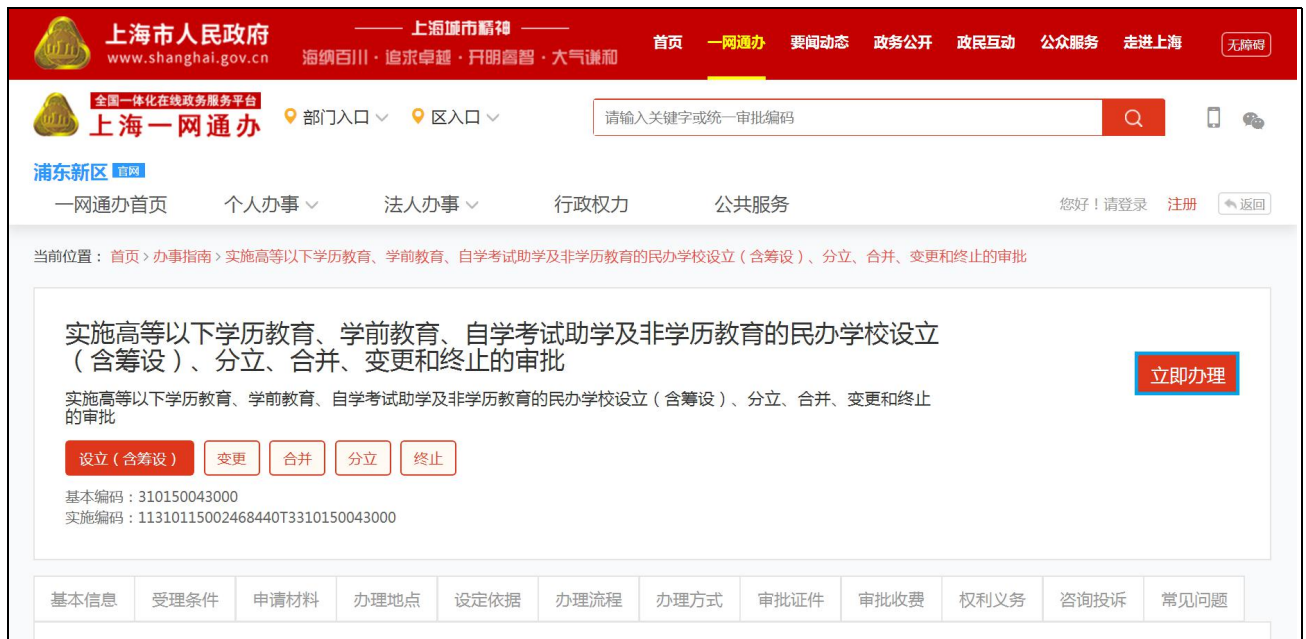 上海市人民政府
www.shanghai.gov.cn
上海城市精神
海纳百川·追求卓越·开明睿智·大气谦和
首页 一网通办 要闻动态 政务公开 政民互动 公众服务 走进上海 无障碍
全国一体化在线政务服务平台
上海一网通办
部门入口 区入口
请输入关键字或统一审批编码
浦东新区 官网
一网通办首页 个人办事 法人办事 行政权力 公共服务 您好！请登录 注册 返回
当前位置： 首页 > 办事指南 > 实施高等以下学历教育、学前教育、自学考试助学及非学历教育的民办学校设立（含筹设）、分立、合并、变更和终止的审批
实施高等以下学历教育、学前教育、自学考试助学及非学历教育的民办学校设立
（含筹设）、分立、合并、变更和终止的审批
立即办理
实施高等以下学历教育、学前教育、自学考试助学及非学历教育的民办学校设立（含筹设）、分立、合并、变更和终止
的审批
设立（含筹设） 变更 合并 分立 终止
基本编码：310150043000
实施编码：11310115002468440T3310150043000
基本信息 受理条件 申请材料 办理地点 设定依据 办理流程 办理方式 审批证件 审批收费 权利义务 咨询投诉 常见问题